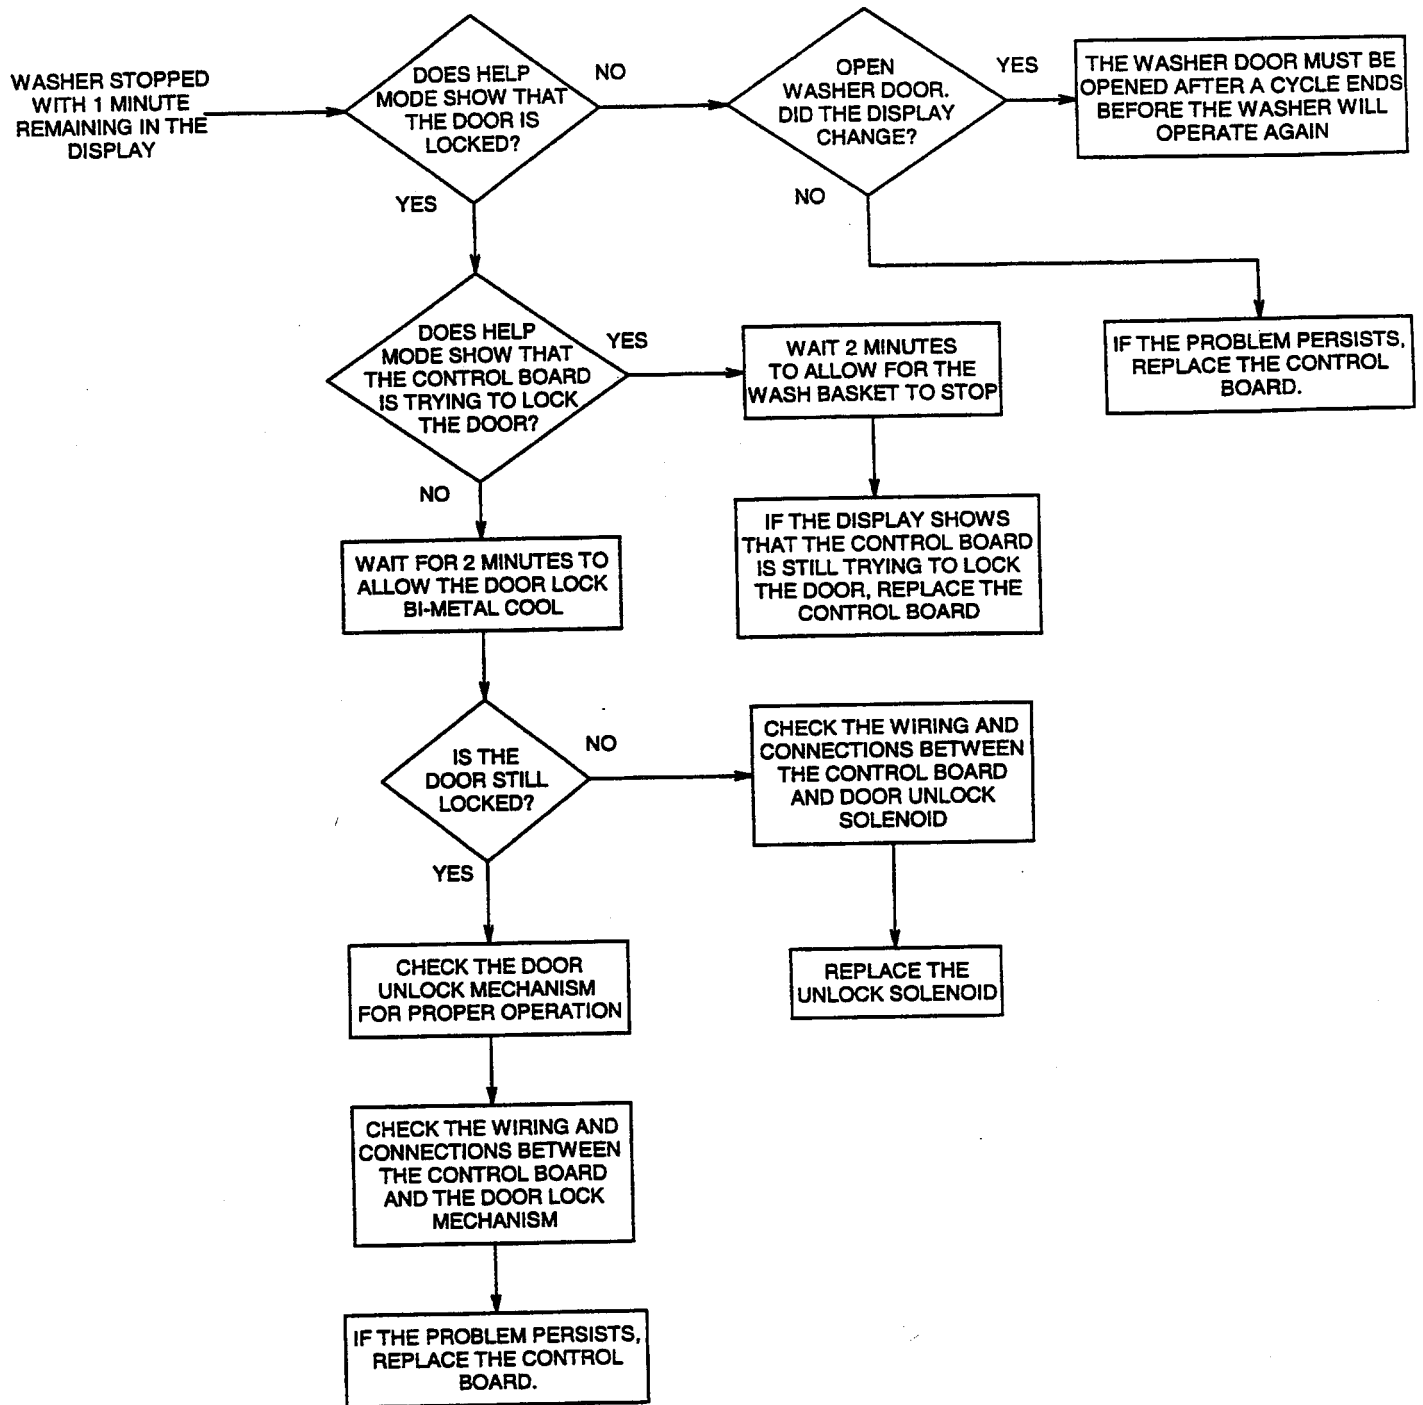 WASHER STOPPED
WITH 1 MINUTE
REMAINING IN THE
DISPLAY
DOES HELP
MODE SHOW THAT
THE DOOR IS
LOCKED?
NO
OPEN
WASHER DOOR.
DID THE DISPLAY
CHANGE?
YES
THE WASHER DOOR MUST BE
OPENED AFTER A CYCLE ENDS
BEFORE THE WASHER WILL
OPERATE AGAIN
YES
NO
DOES HELP
MODE SHOW THAT
THE CONTROL BOARD
IS TRYING TO LOCK
THE DOOR?
YES
WAIT 2 MINUTES
TO ALLOW FOR THE
WASH BASKET TO STOP
IF THE PROBLEM PERSISTS,
REPLACE THE CONTROL
BOARD.
NO
IF THE DISPLAY SHOWS
THAT THE CONTROL BOARD
IS STILL TRYING TO LOCK
THE DOOR, REPLACE THE
CONTROL BOARD
WAIT FOR 2 MINUTES TO
ALLOW THE DOOR LOCK
BI-METAL COOL
IS THE
DOOR STILL
LOCKED?
NO
CHECK THE WIRING AND
CONNECTIONS BETWEEN
THE CONTROL BOARD
AND DOOR UNLOCK
SOLENOID
YES
REPLACE THE
UNLOCK SOLENOID
CHECK THE DOOR
UNLOCK MECHANISM
FOR PROPER OPERATION
CHECK THE WIRING AND
CONNECTIONS BETWEEN
THE CONTROL BOARD
AND THE DOOR LOCK
MECHANISM
IF THE PROBLEM PERSISTS,
REPLACE THE CONTROL
BOARD.